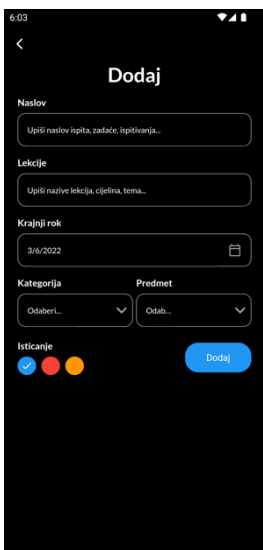 6:03
Dodaj
Naslov
Upiši naslov ispita, zadaće, ispitivanja...
Lekcije
Upiši nazive lekcija, cijelina, tema...
Krajnji rok
3/6/2022
Kategorija Predmet
Odaberi... Odab...
Isticanje
Dodaj